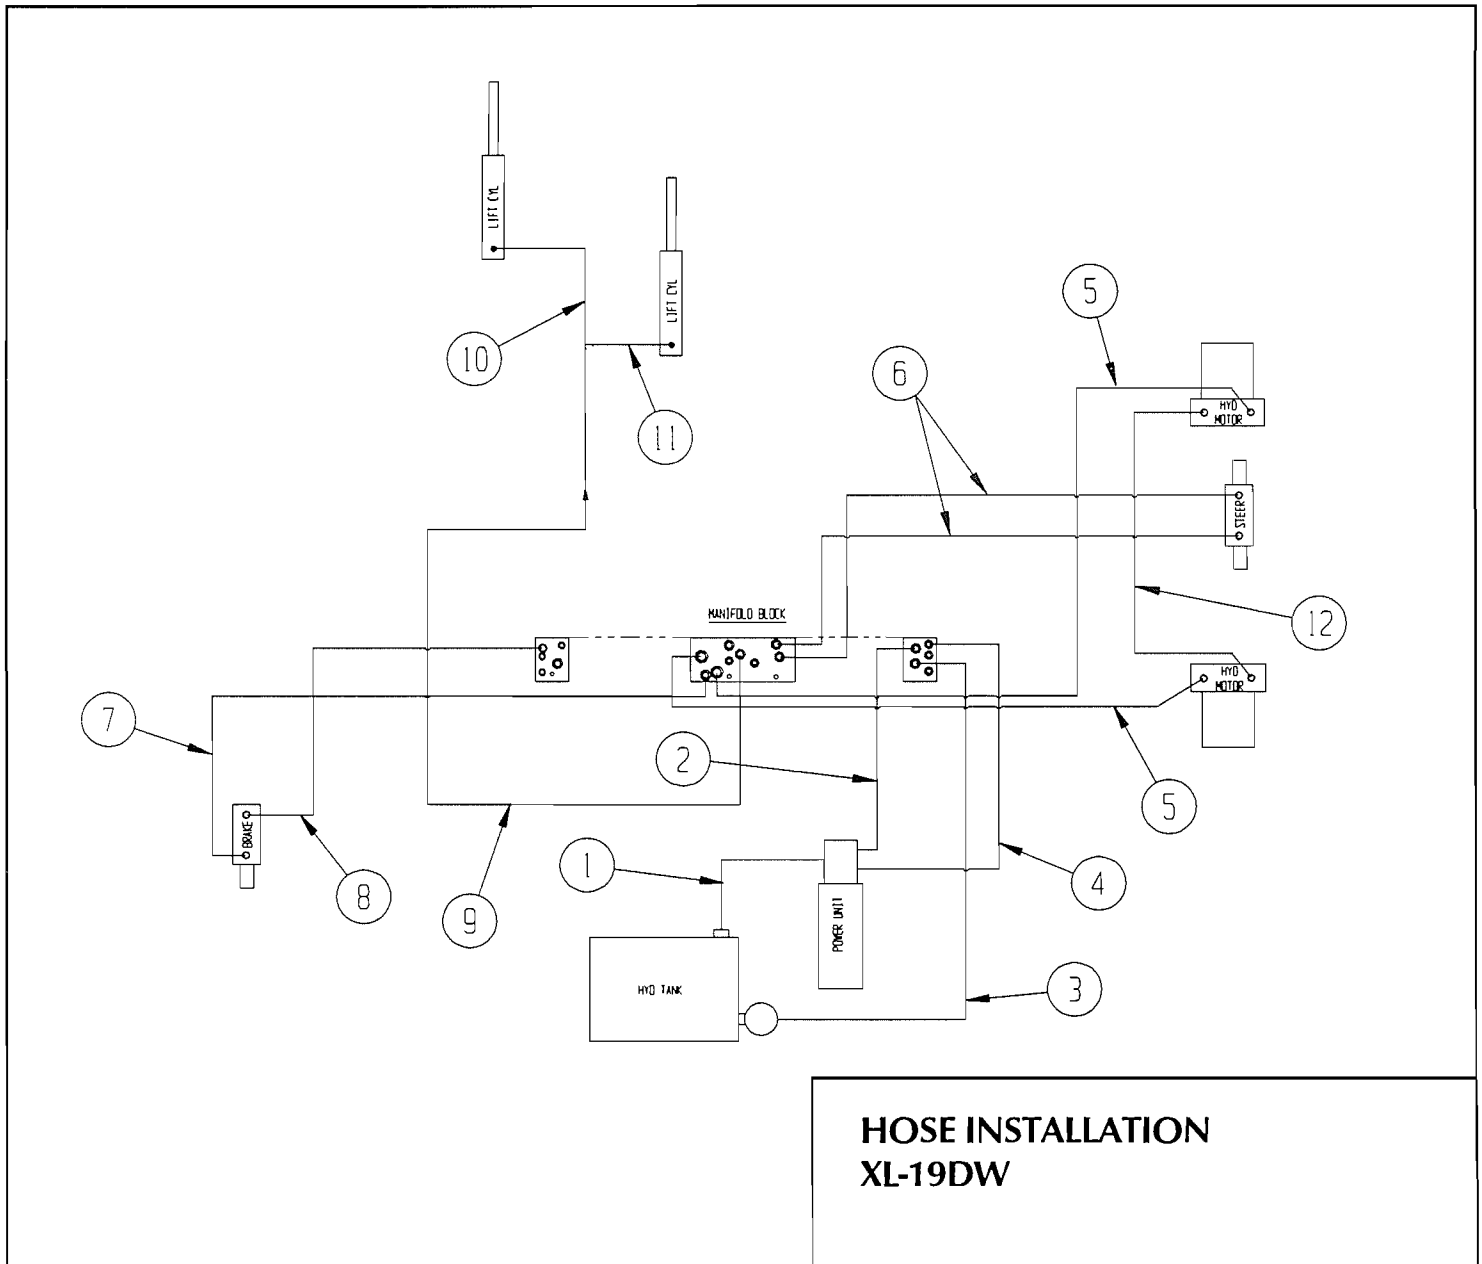 LIFT CYL
LIFT CYL
5
10
6
HYD
MOTOR
11
STEER
MANIFOLD BLOCK
12
HYD
MOTOR
7
2
5
BRAKE
1
4
8
9
POWER UNIT
HYD TANK
3
HOSE INSTALLATION
XL-19DW